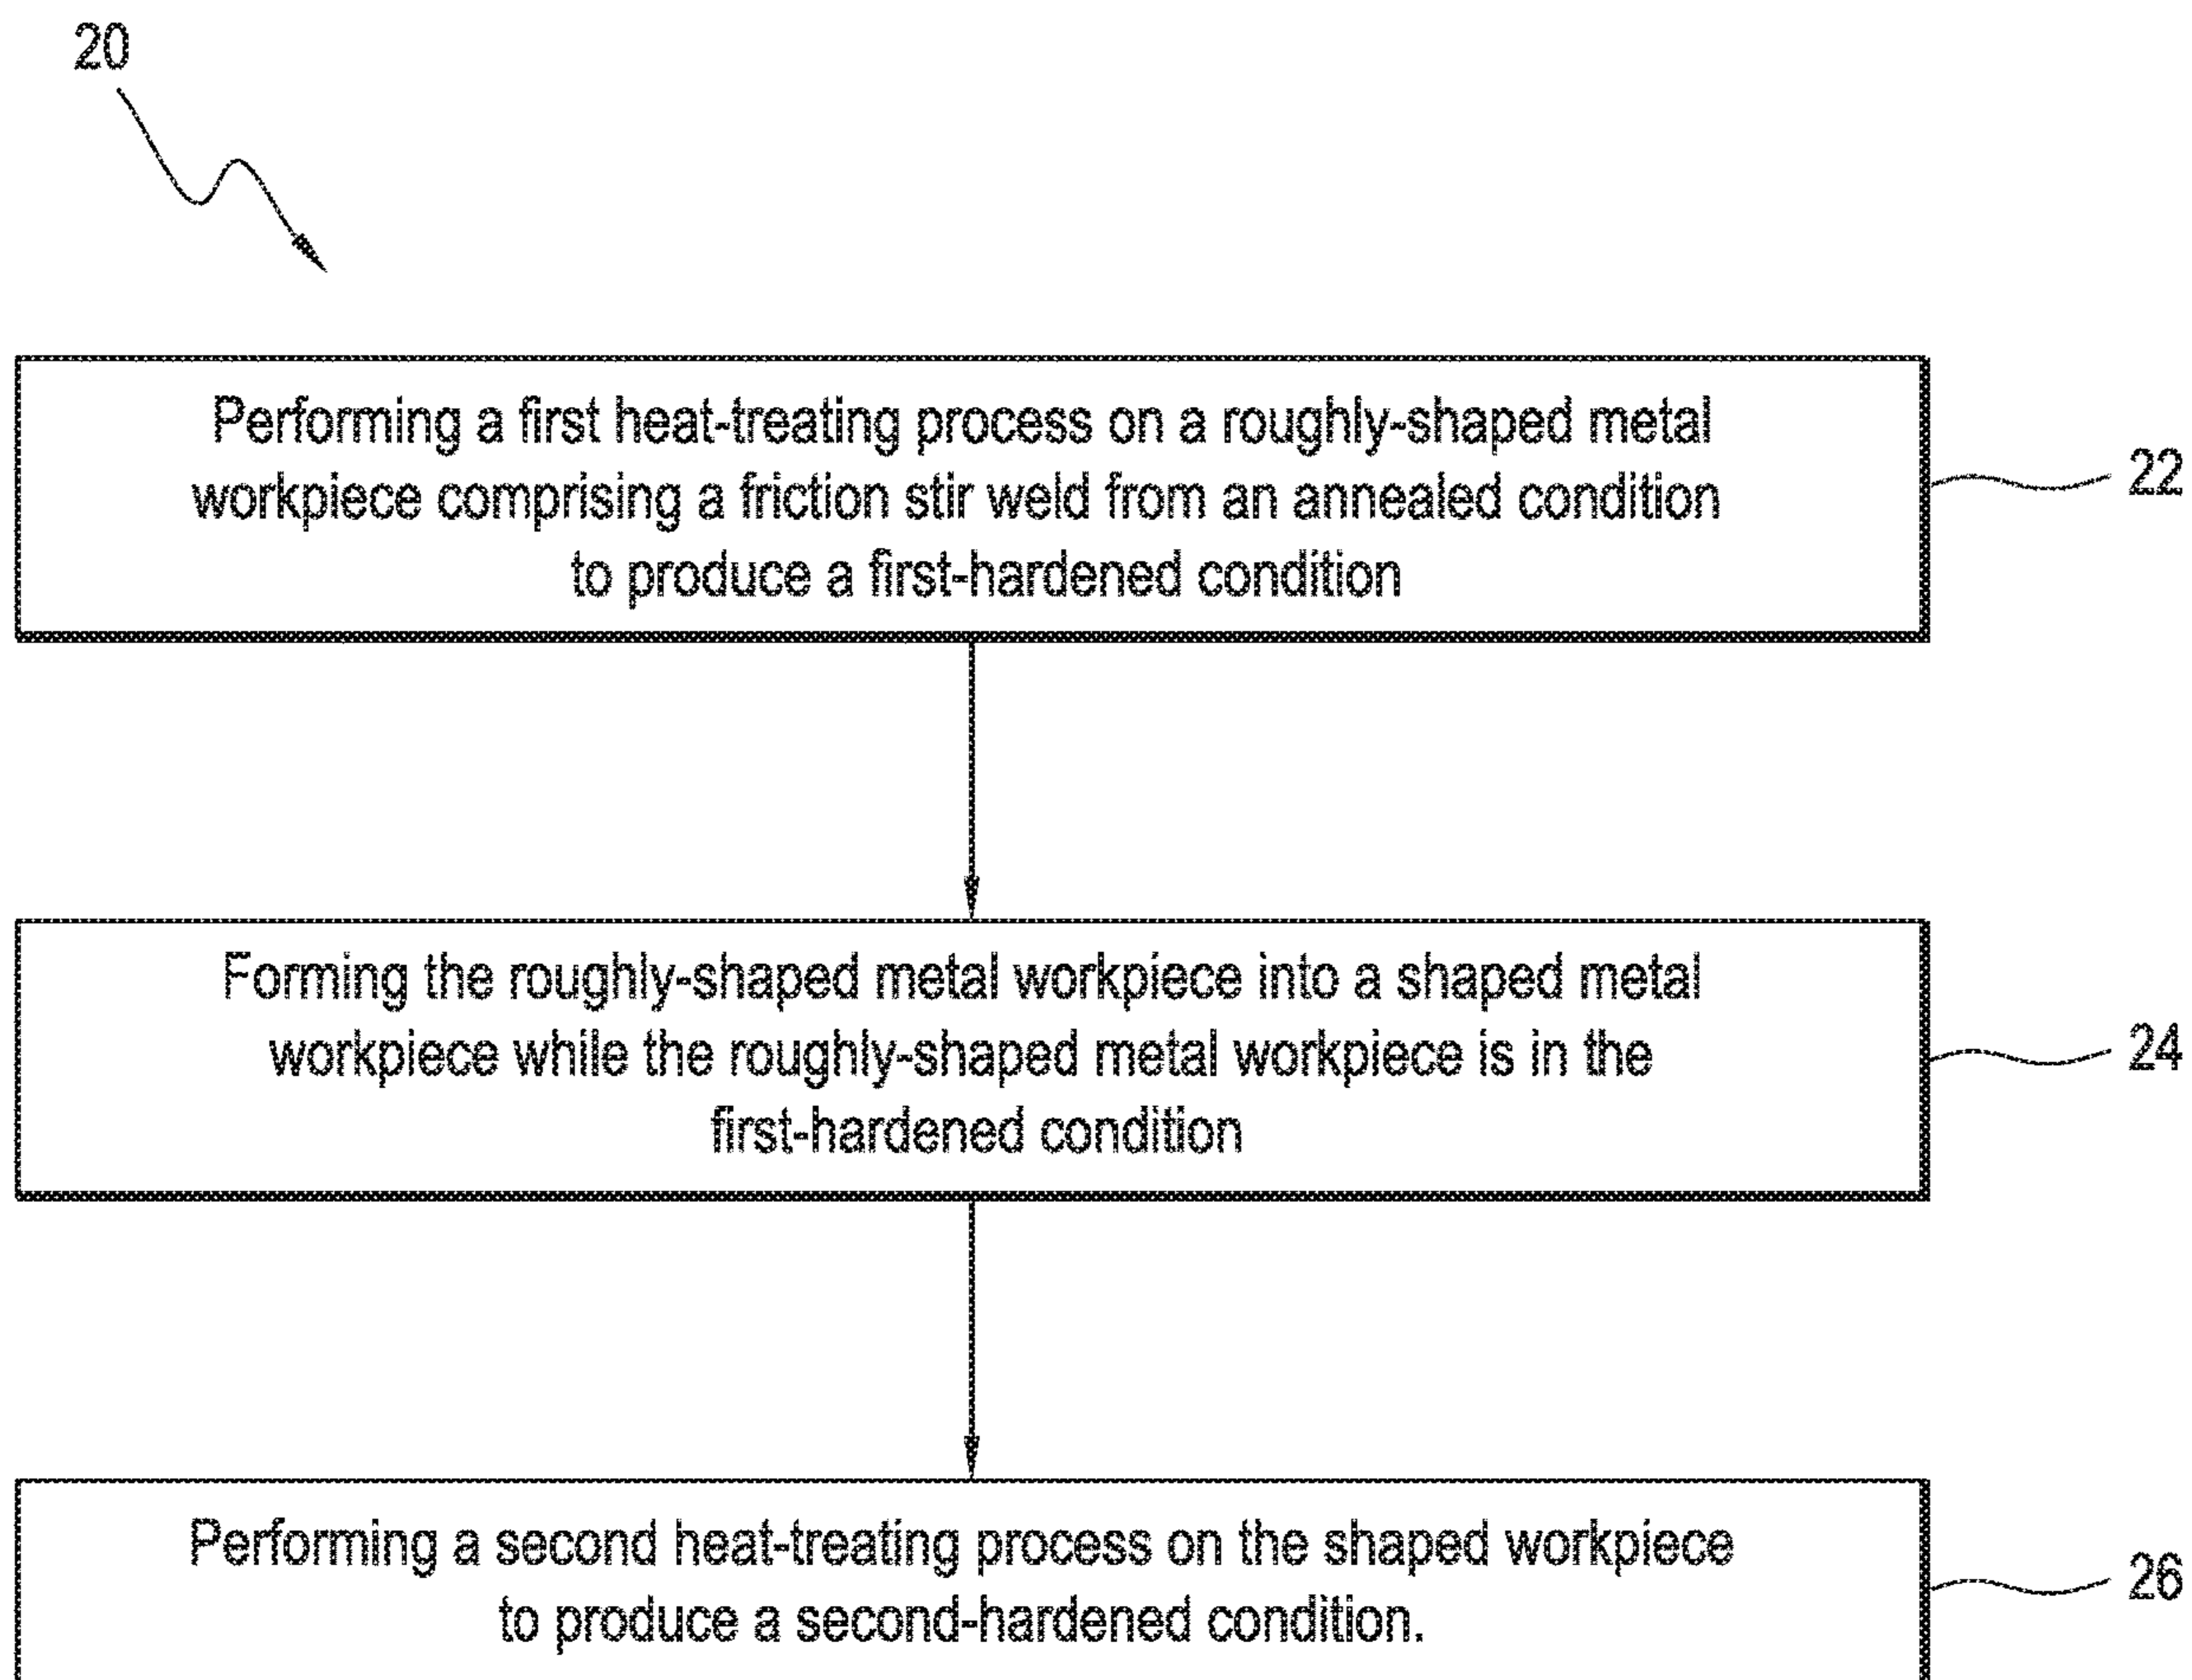 20
Performing a first heat-treating process on a roughly-shaped metal
workpiece comprising a friction stir weld from an annealed condition
to produce a first-hardened condition
22
Forming the roughly-shaped metal workpiece into a shaped metal
workpiece while the roughly-shaped metal workpiece is in the
first-hardened condition
24
Performing a second heat-treating process on the shaped workpiece
to produce a second-hardened condition.
26